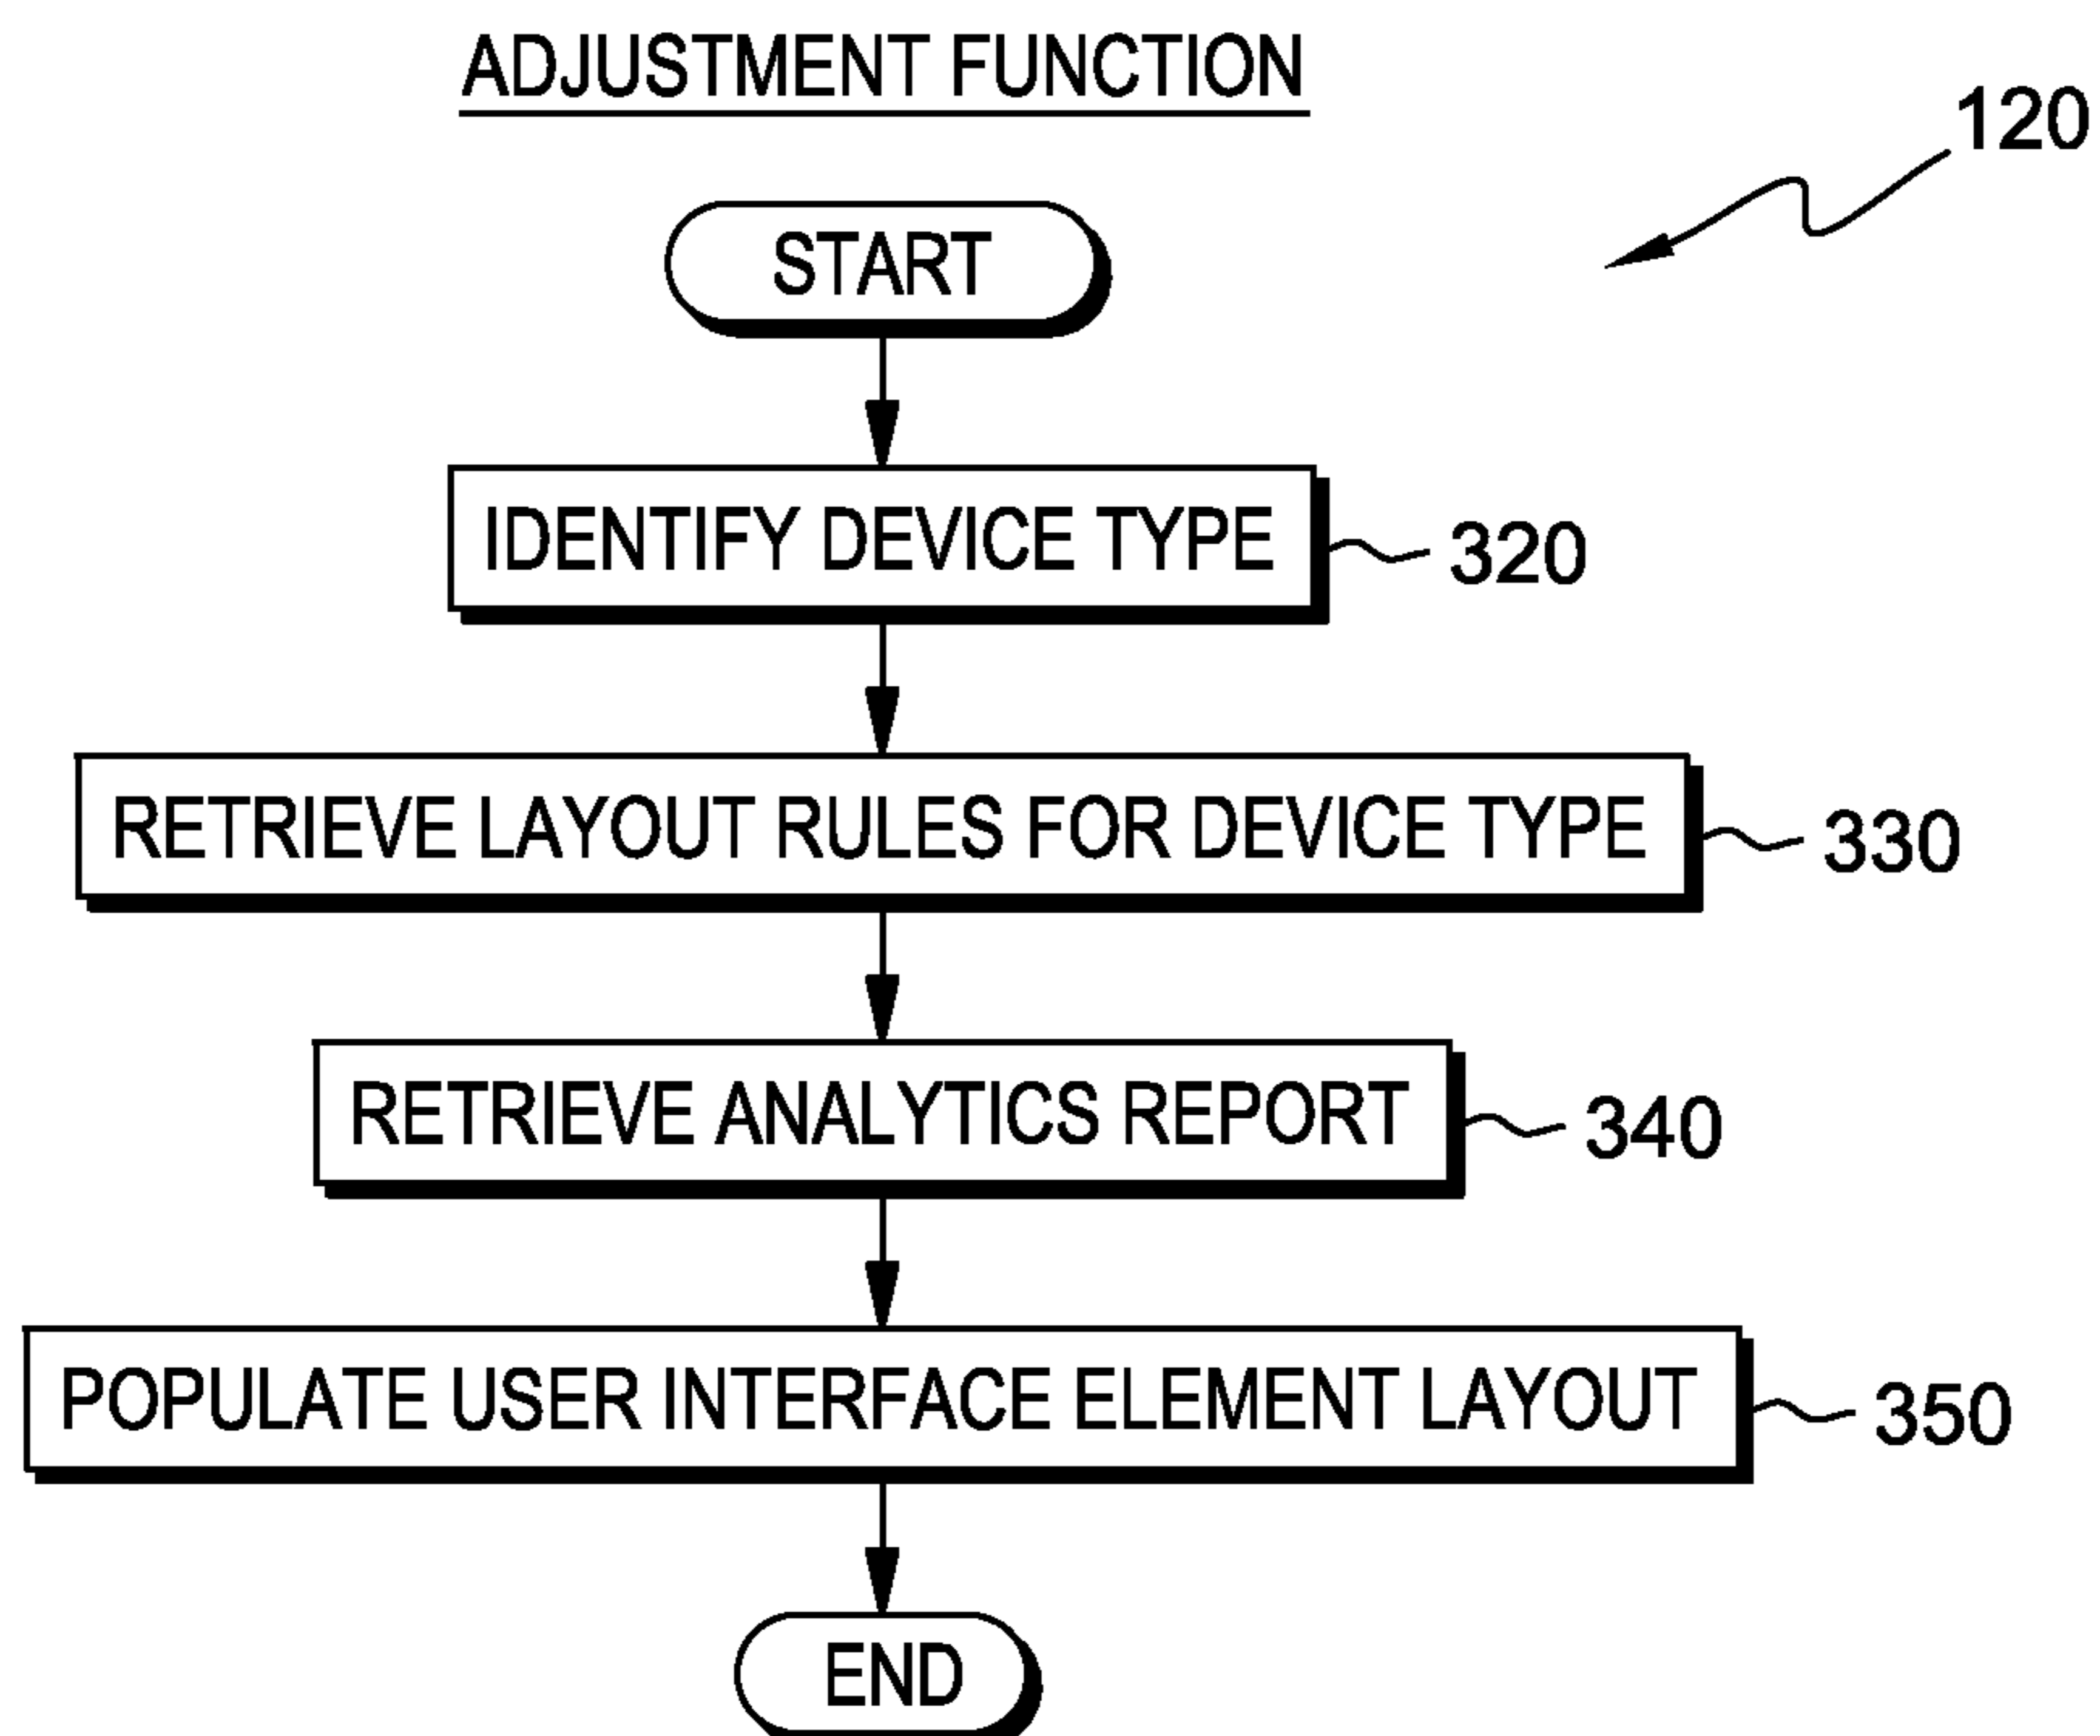 ADJUSTMENT FUNCTION
120
START
IDENTIFY DEVICE TYPE
320
RETRIEVE LAYOUT RULES FOR DEVICE TYPE
330
RETRIEVE ANALYTICS REPORT
340
POPULATE USER INTERFACE ELEMENT LAYOUT
350
END